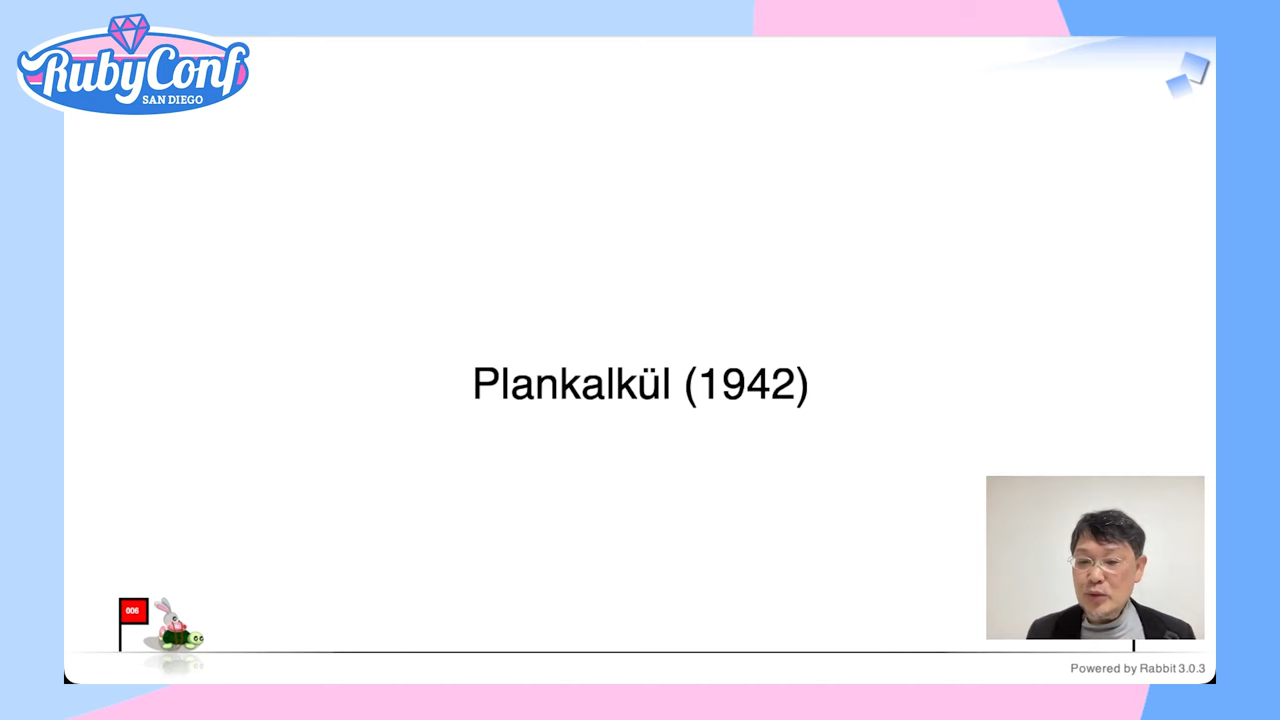 RubyConf
SAN DIEGO
Plankalkül (1942)
006
Powered by Rabbit 3.0.3